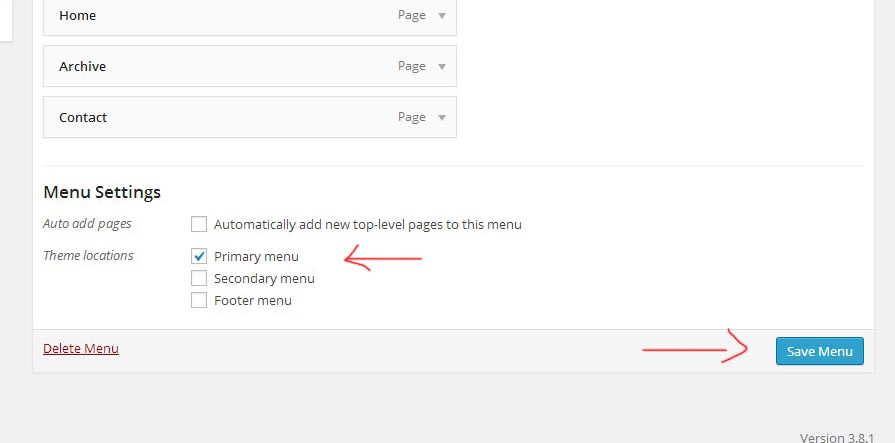 Home Page
Archive Page
Contact Page
Menu Settings
Auto add pages Automatically add new top-level pages to this menu
Theme locations Primary menu
Secondary menu
Footer menu
Delete Menu Save Menu
Version 3.8.1